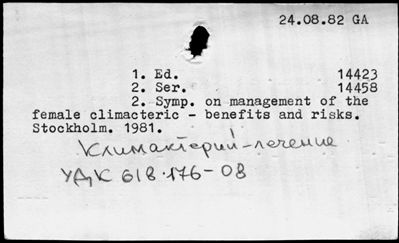 24.08.82 GA
1. Ed. 14423
2. Ser. 14458
2. Symp. on management of the
female climacteric - benefits and risks.
Stockholm. 1981.
Климактерий-лечение
УДК 618.176-08